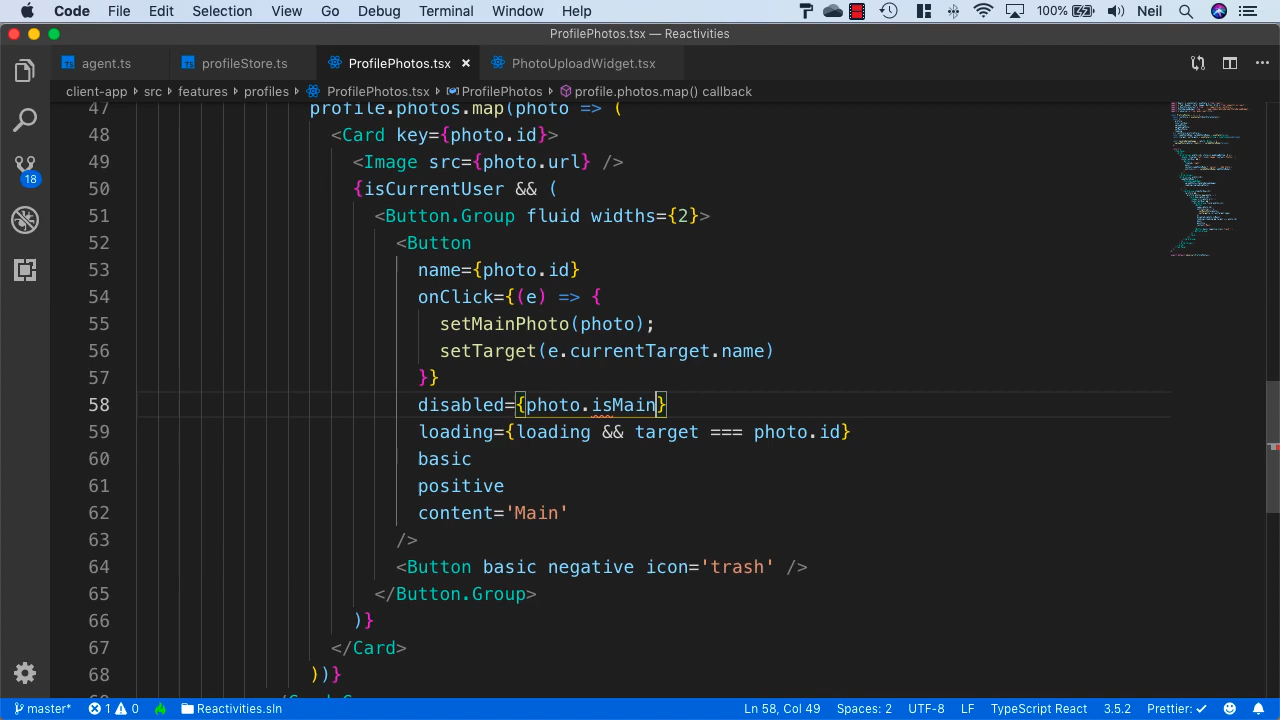 Code File Edit Selection View Go Debug Terminal Window Help 100% Neil
ProfilePhotos.tsx — Reactivities
TS agent.ts TS profileStore.ts ProfilePhotos.tsx × PhotoUploadWidget.tsx
client-app › src › features › profiles › ProfilePhotos.tsx › ProfilePhotos › profile.photos.map() callback
47 profile.photos.map(photo => (
48 <Card key={photo.id}>
49 <Image src={photo.url} />
50 {isCurrentUser && (
51 <Button.Group fluid widths={2}>
52 <Button
53 name={photo.id}
54 onClick={(e) => {
55 setMainPhoto(photo);
56 setTarget(e.currentTarget.name)
57 }}
58 disabled={photo.isMain}
59 loading={loading && target === photo.id}
60 basic
61 positive
62 content='Main'
63 />
64 <Button basic negative icon='trash' />
65 </Button.Group>
66 )}
67 </Card>
68 ))}
18
master* 1 0 Reactivities.sln Ln 58, Col 49 Spaces: 2 UTF-8 LF TypeScript React 3.5.2 Prettier: ✓